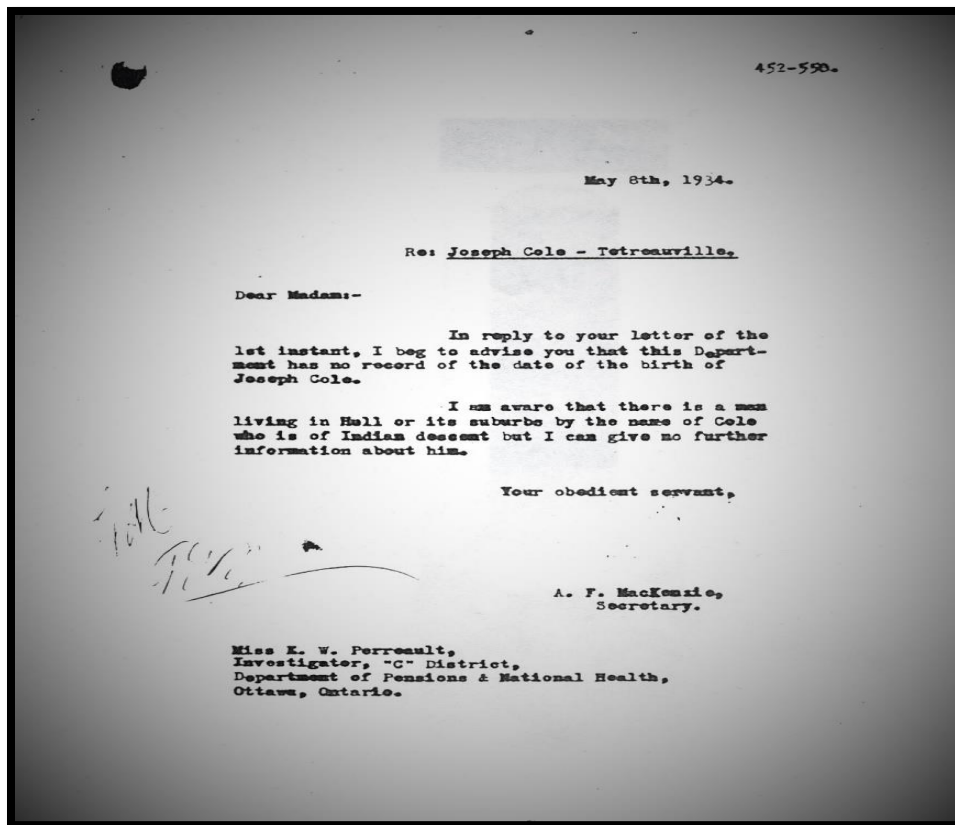 452-550.
May 8th, 1934.
Re: Joseph Cole - Tetreauville,
Dear Madam:-
In reply to your letter of the
1st instant, I beg to advise you that this Depart-
ment has no record of the date of the birth of
Joseph Cole.
I am aware that there is a man
living in Hull or its suburbs by the name of Cole
who is of Indian descent but I can give no further
information about him.
Your obedient servant,
A. F. MacKenzie,
Secretary.
Miss K. W. Perreault,
Investigator, "C" District,
Department of Pensions & National Health,
Ottawa, Ontario.